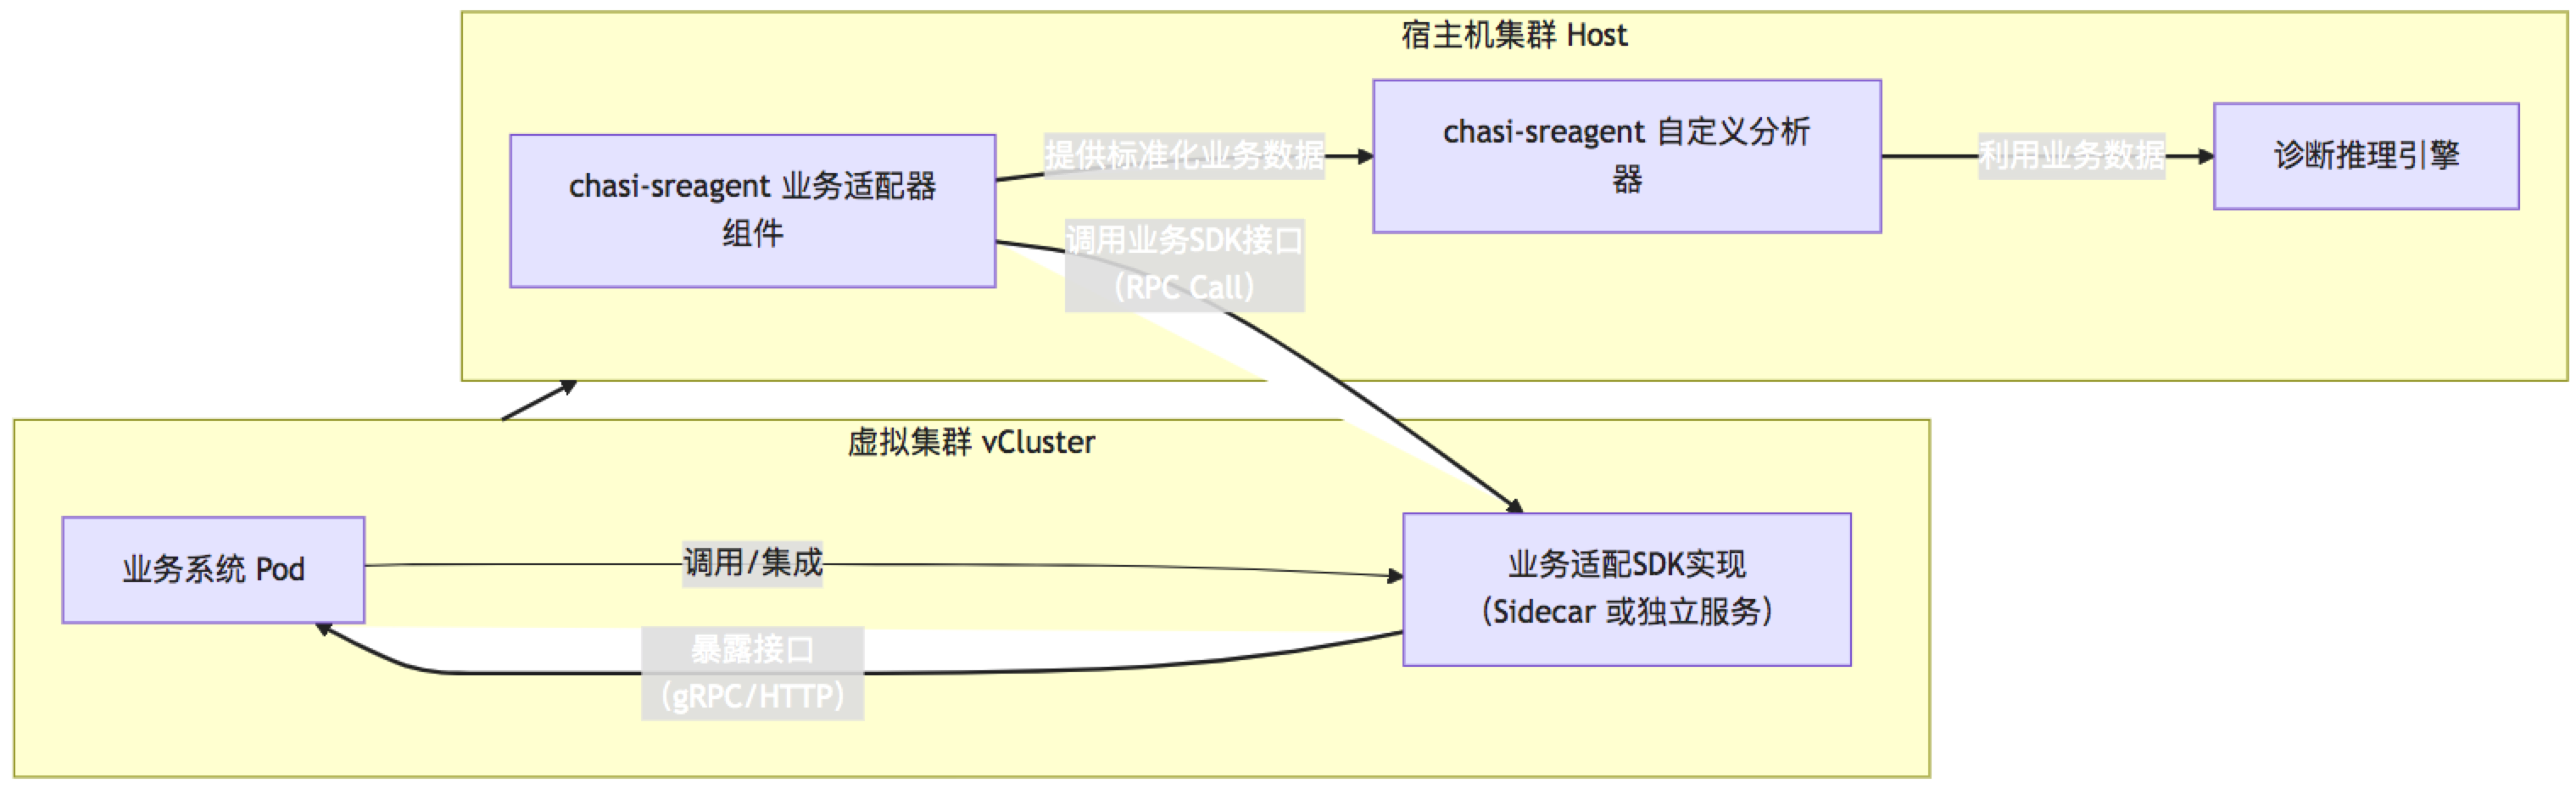 宿主机集群 Host
chasi-sreagent 业务适配器
组件
提供标准化业务数据
chasi-sreagent 自定义分析
器
利用业务数据
诊断推理引擎
调用业务SDK接口
（RPC Call）
虚拟集群 vCluster
业务系统 Pod
调用/集成
业务适配SDK实现
（Sidecar 或独立服务）
暴露接口
（gRPC/HTTP）